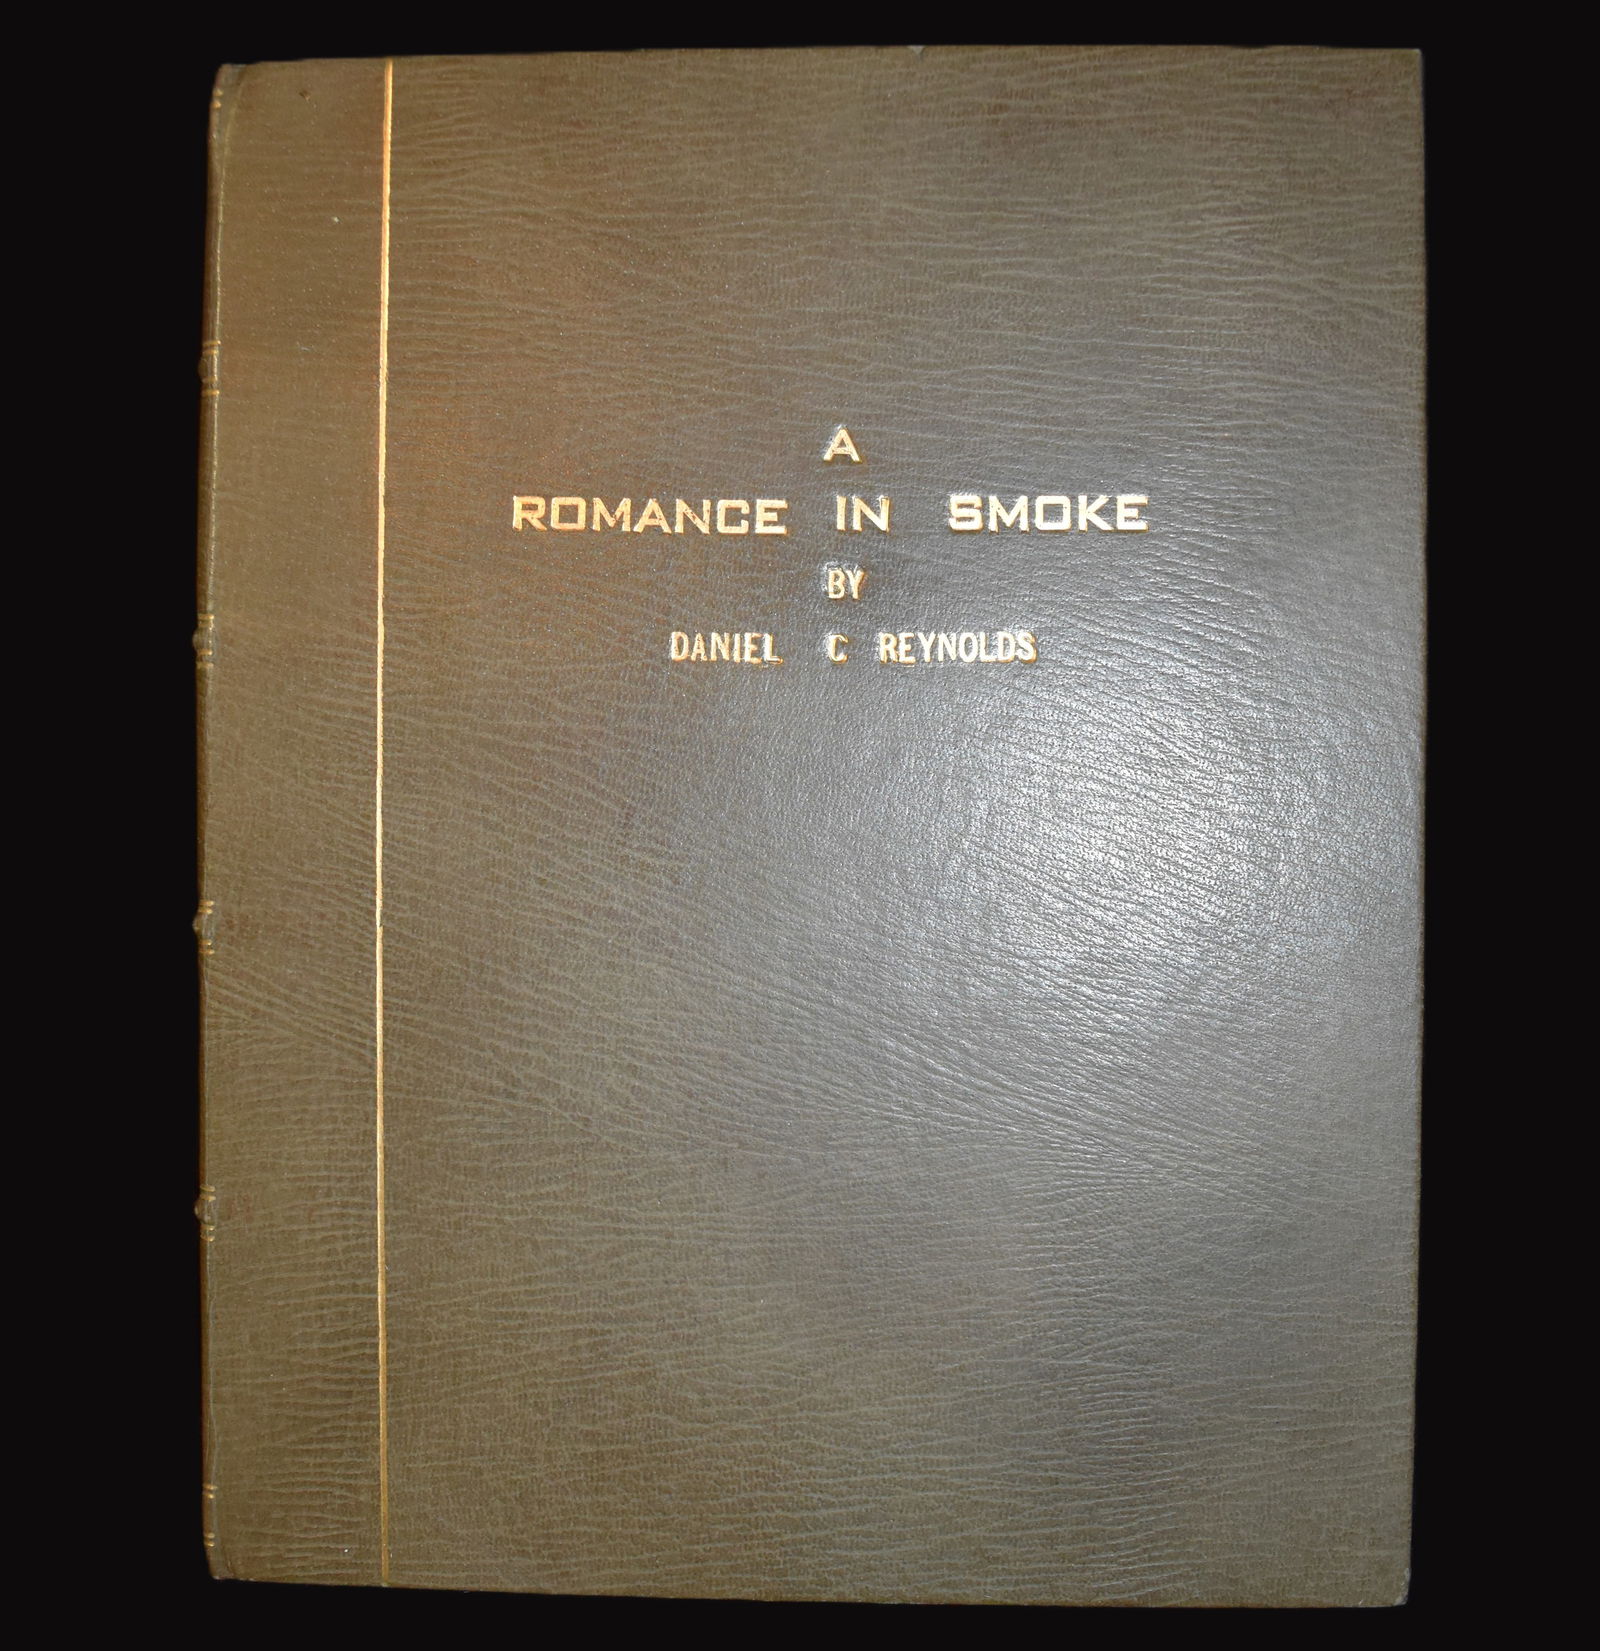 A
ROMANCE IN SMOKE
BY
DANIEL C REYNOLDS